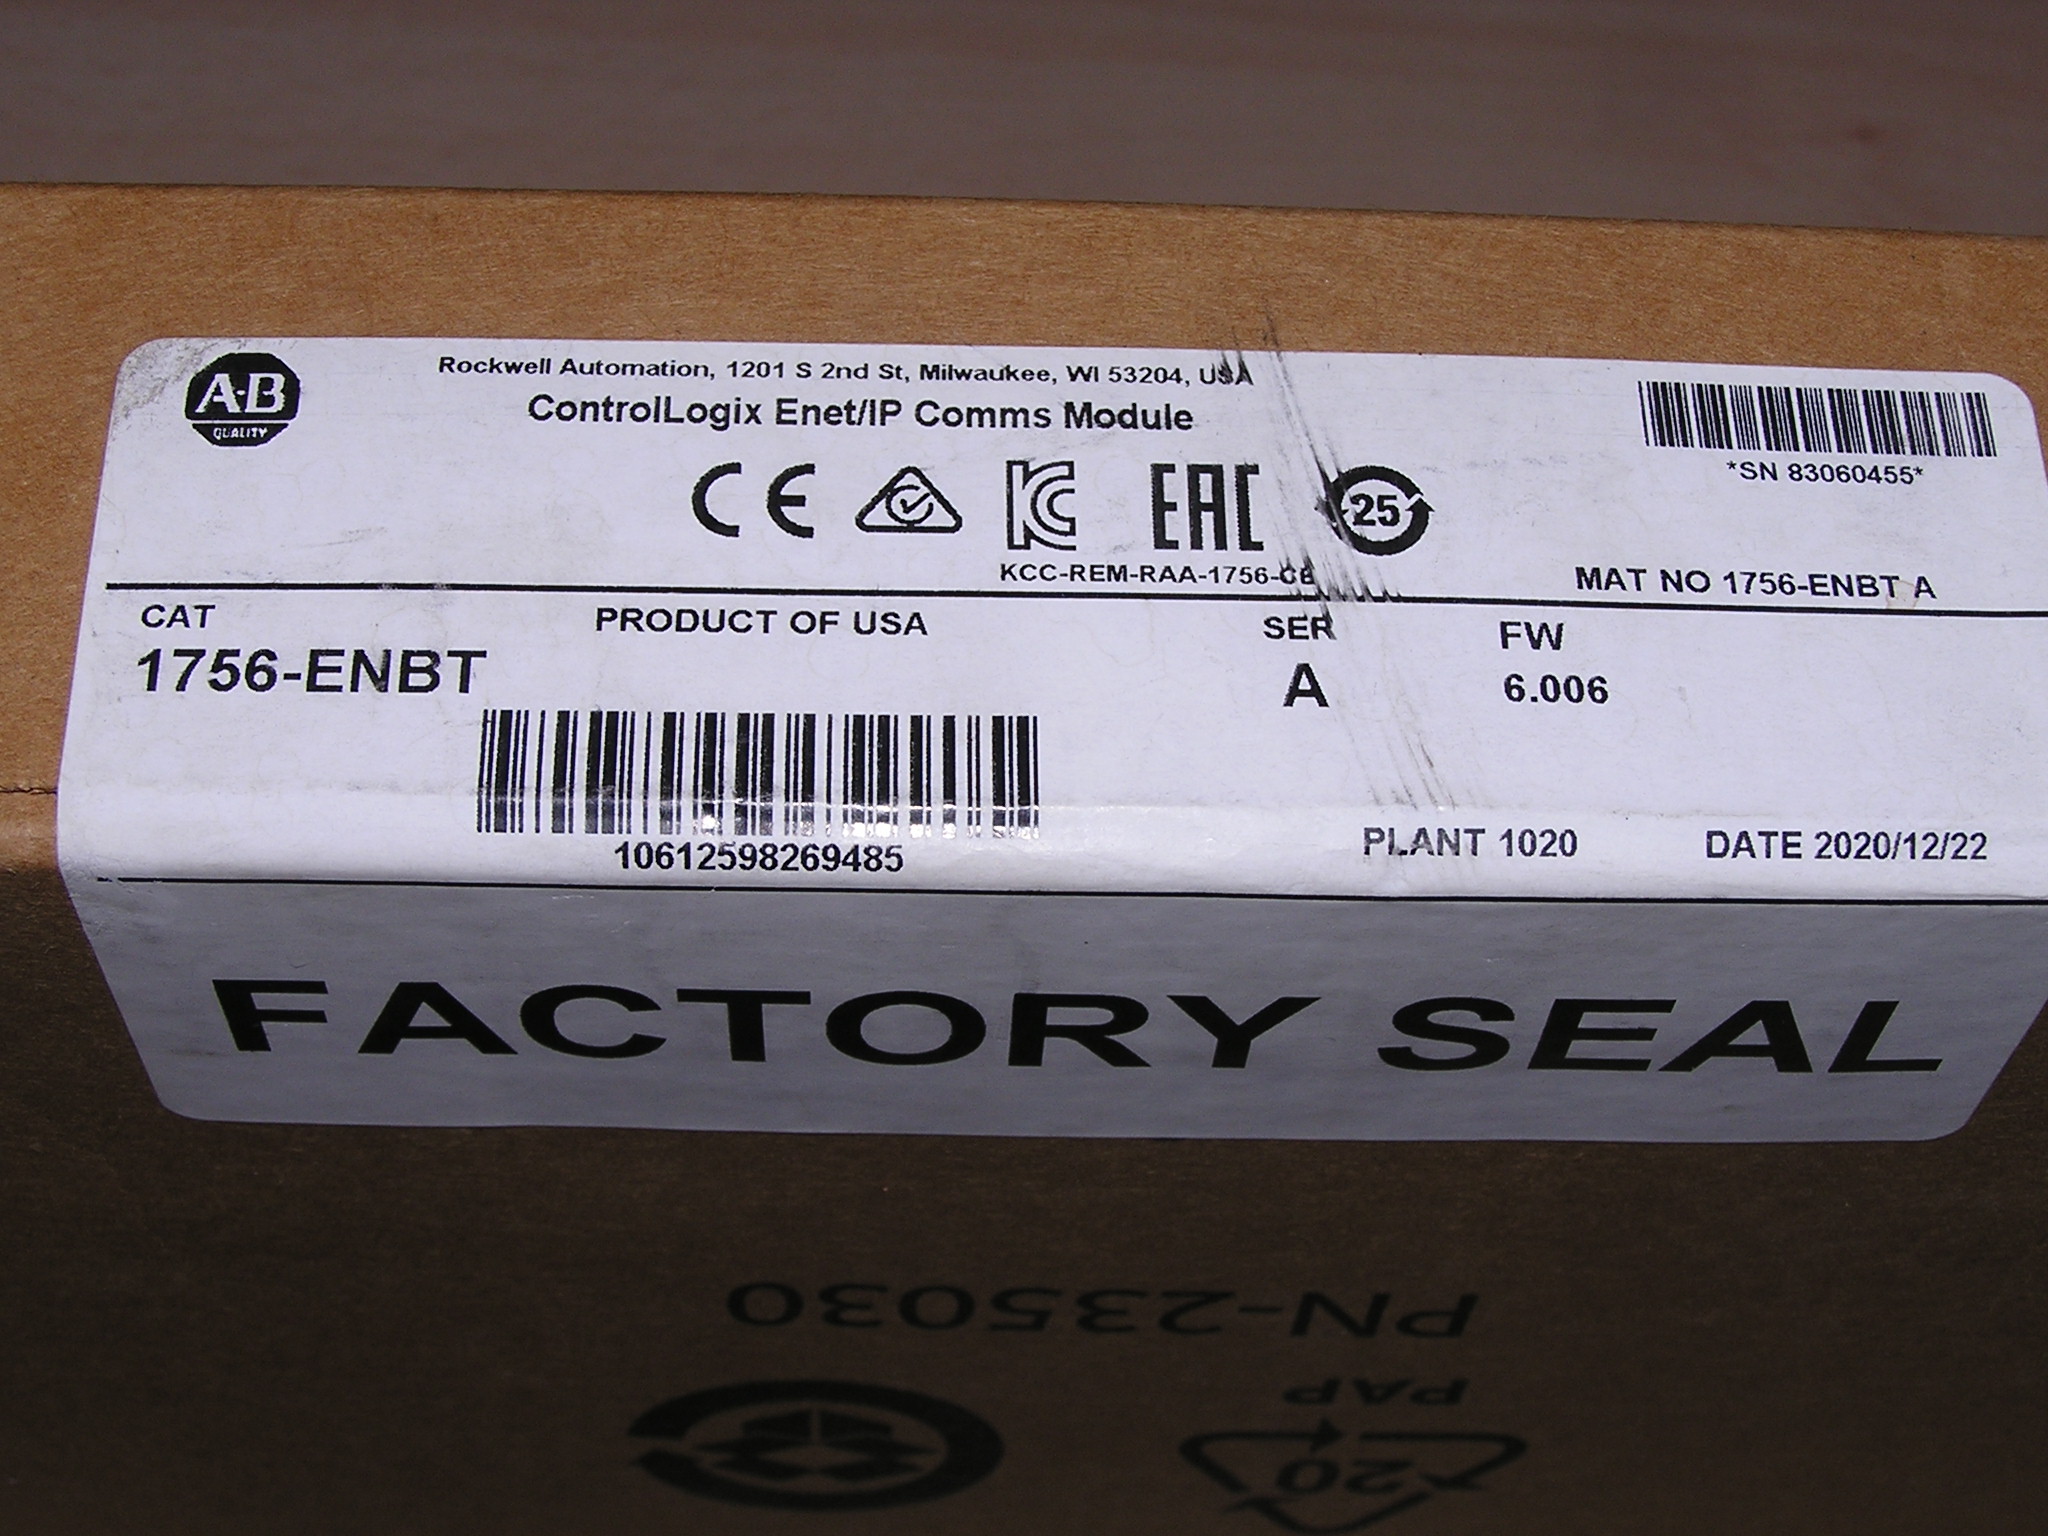 A-B
QUALITY
Rockwell Automation, 1201 S 2nd St, Milwaukee, WI 53204, USA
ControlLogix Enet/IP Comms Module
*SN 83060455*
CE KC EAC 25
KCC-REM-RAA-1756-CE
MAT NO 1756-ENBT A
CAT PRODUCT OF USA SER FW
1756-ENBT A 6.006
10612598269485
PLANT 1020 DATE 2020/12/22
FACTORY SEAL
PN-235030
PAP
20